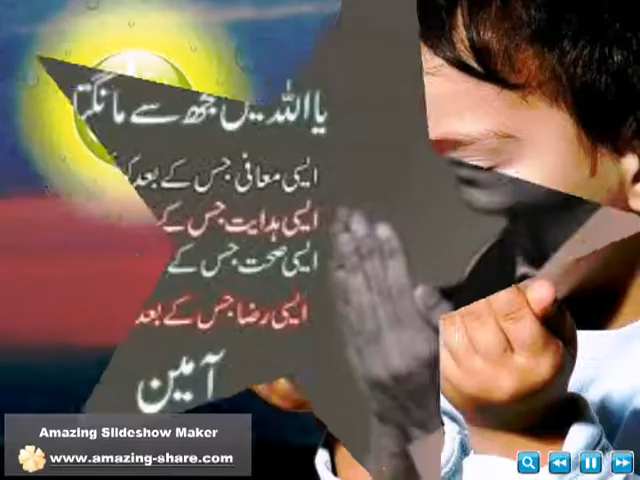 یا اللہ میں تجھ سے مانگتا
ایسی معافی جس کے بعد
ایسی ہدایت جس کے
ایسی صحت جس کے
ایسی رضا جس کے بعد
آمین
Amazing Slideshow Maker
www.amazing-share.com